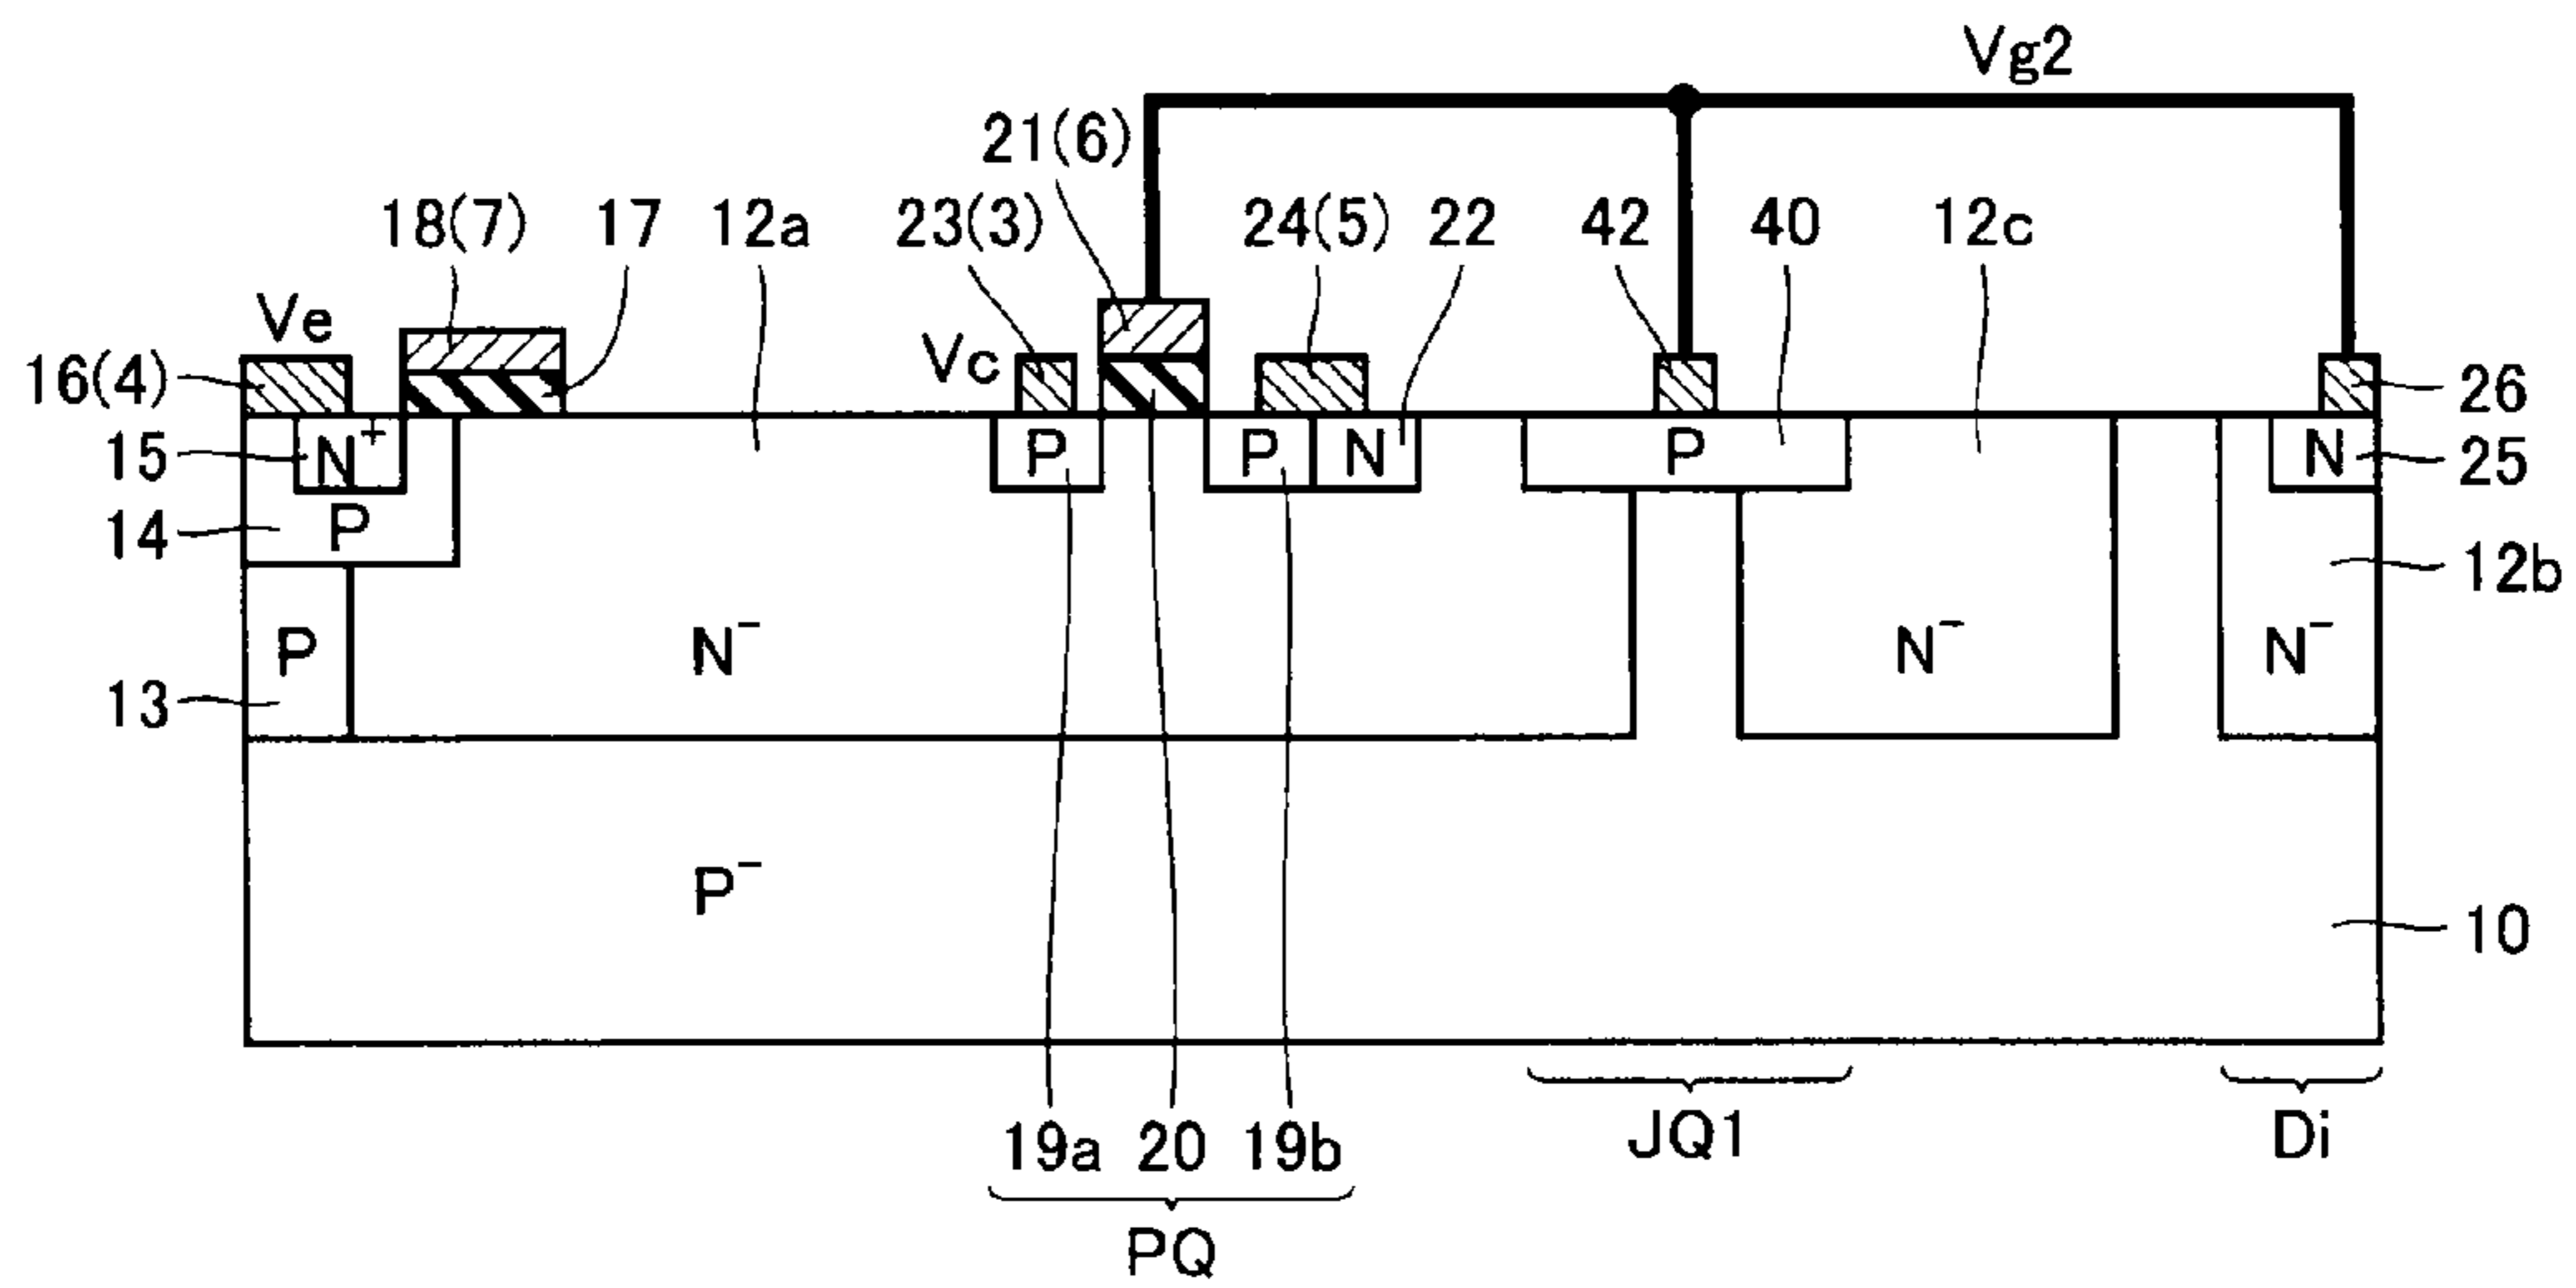 Vg2
21(6)
18(7) 17 12a 23(3) 24(5) 22 42 40 12c
Ve
Vc
16(4) 26
15 N+ P P N P N 25
14 P
12b
P N− N− N−
13
P−
10
19a 20 19b JQ1 Di
PQ